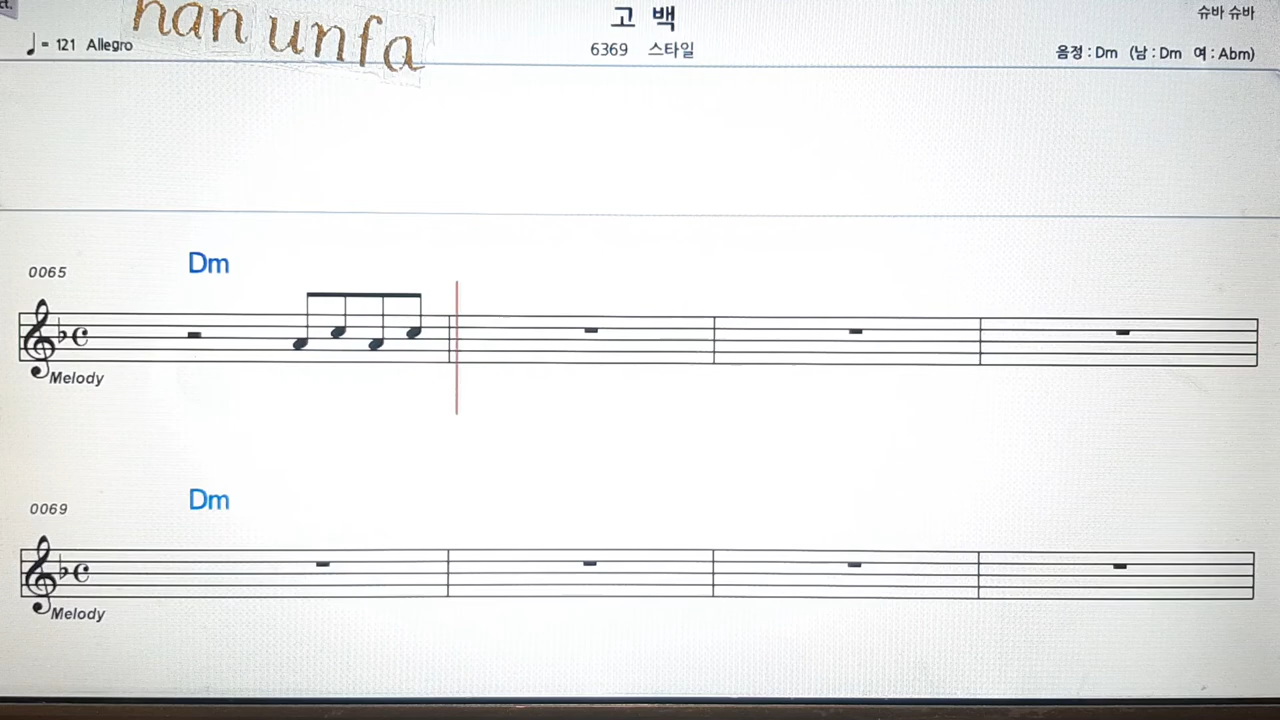 ct.
han unfa
고 백
슈바 슈바
♩= 121 Allegro
6369 스타일
음정 : Dm (남 : Dm 여 : Abm)
Dm
0065
Melody
Dm
0069
Melody